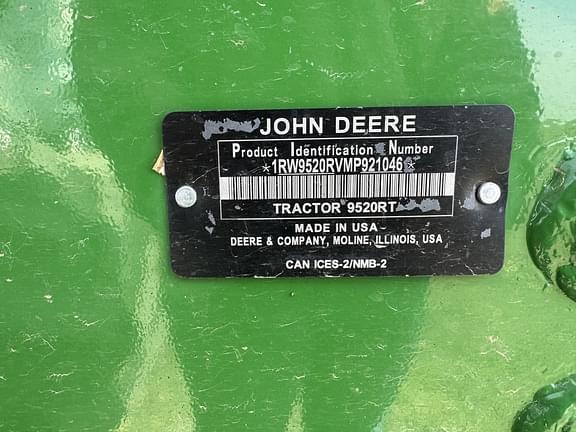 JOHN DEERE
Product Identification Number
*1RW9520RVMP921046*
TRACTOR 9520RT
MADE IN USA
DEERE & COMPANY, MOLINE, ILLINOIS, USA
CAN ICES-2/NMB-2